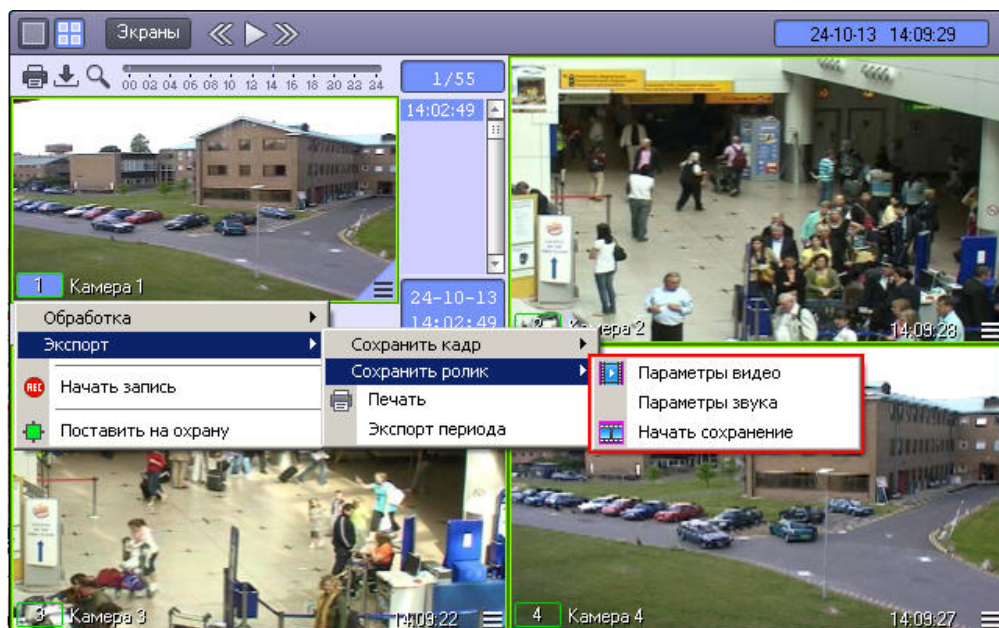 Экраны
24-10-13 14:09:29
00 02 04 06 08 10 12 14 16 18 20 22 24
1/55
14:02:49
1 Камера 1
24-10-13
14:02:49
2 Камера 2
14:09:28
Обработка
Экспорт
Начать запись
REC
Поставить на охрану
Сохранить кадр
Сохранить ролик
Печать
Экспорт периода
Параметры видео
Параметры звука
Начать сохранение
3 Камера 3
14:09:22
4 Камера 4
14:09:27